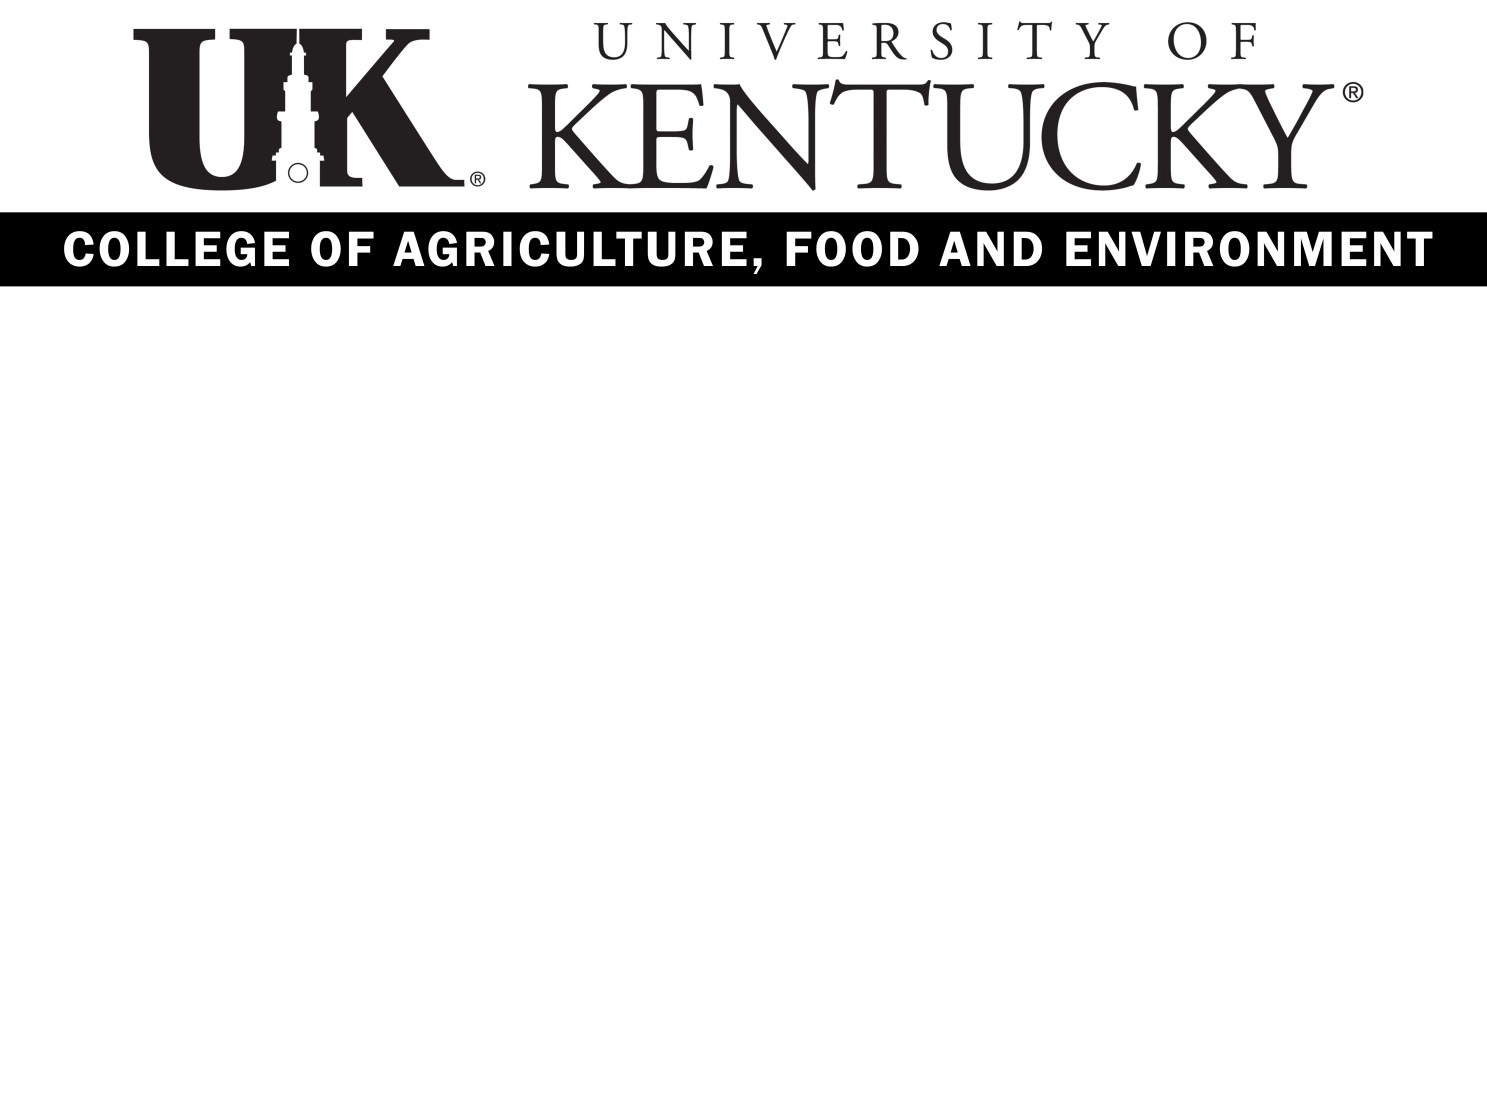 UK®
UNIVERSITY OF
KENTUCKY®
COLLEGE OF AGRICULTURE, FOOD AND ENVIRONMENT